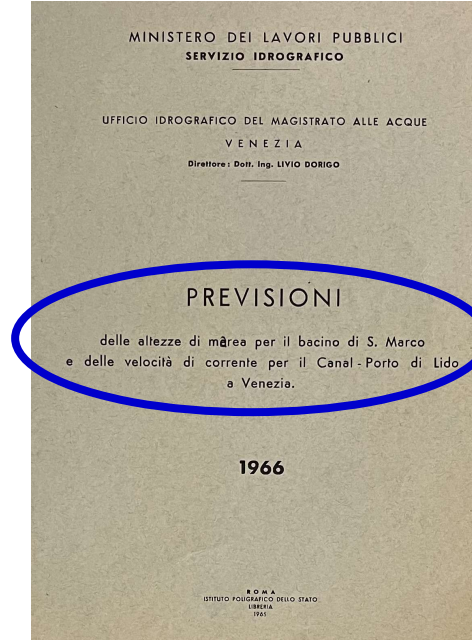 MINISTERO DEI LAVORI PUBBLICI
SERVIZIO IDROGRAFICO
UFFICIO IDROGRAFICO DEL MAGISTRATO ALLE ACQUE
VENEZIA
Direttore: Dott. Ing. LIVIO DORIGO
PREVISIONI
delle altezze di marea per il bacino di S. Marco
e delle velocità di corrente per il Canal - Porto di Lido
a Venezia.
1966
ROMA
ISTITUTO POLIGRAFICO DELLO STATO
LIBRERIA
1965